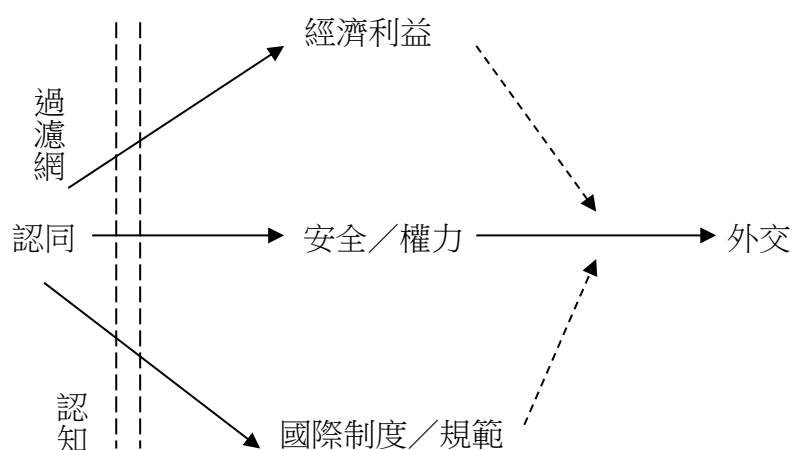 經濟利益
過濾網
認同
安全／權力
外交
認知
國際制度／規範